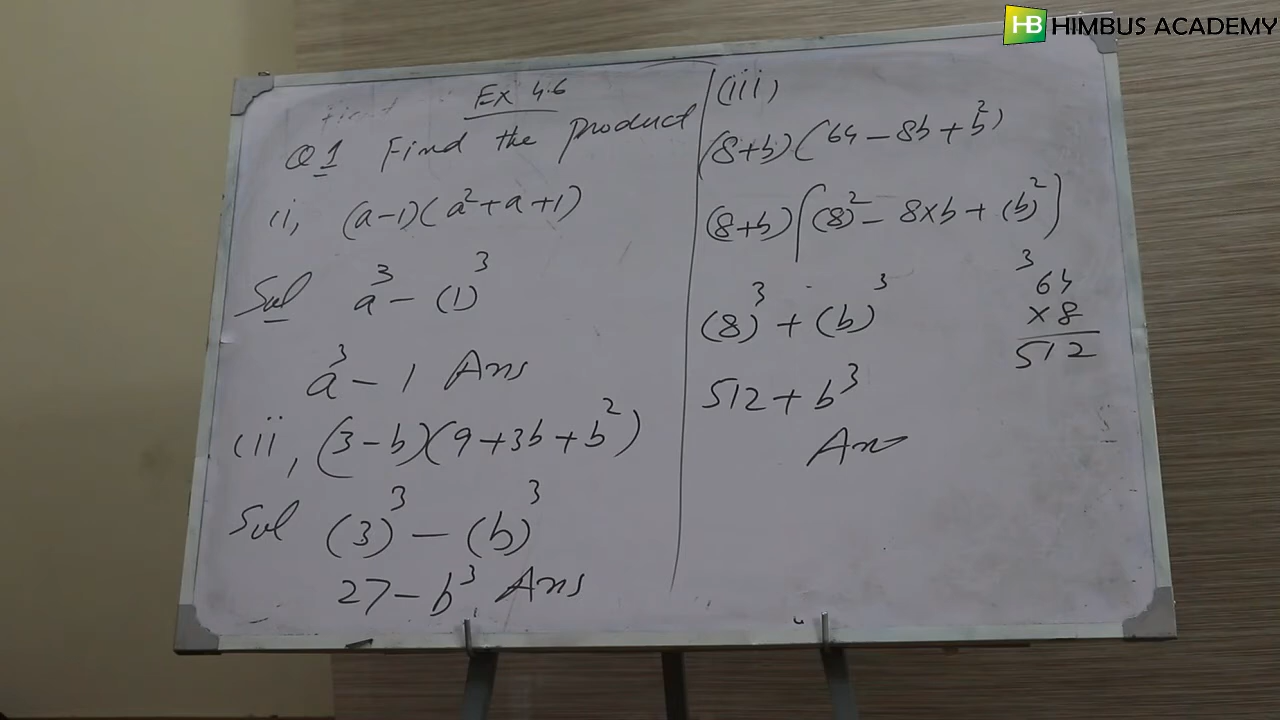 HB HIMBUS ACADEMY
Ex 4.6
Q1 Find the product
(i, (a-1)(a²+a+1)
Sol a³ - (1)³
a³ - 1 Ans
(ii, (3-b)(9+3b+b²)
Sol (3)³ - (b)³
27 - b³ Ans
(iii)
(8+b)(64-8b+b²)
(8+b)((8)²- 8×b+(b)²)
(8)³ + (b)³
512 + b³
Ans
3
64
×8
512